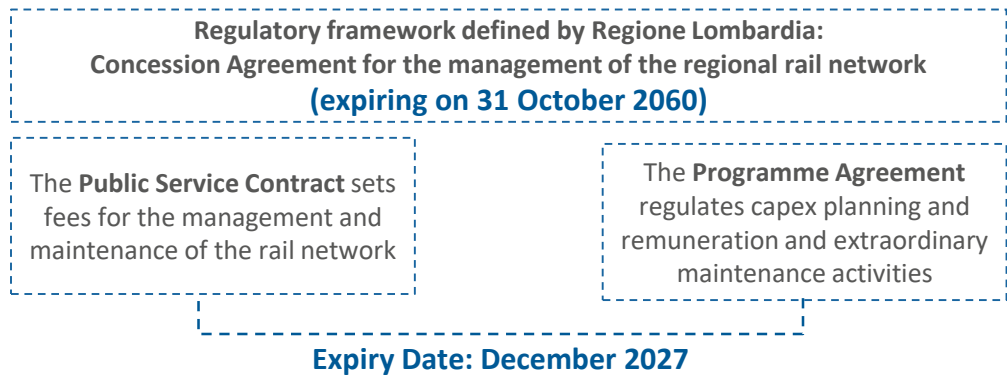 Regulatory framework defined by Regione Lombardia:
Concession Agreement for the management of the regional rail network
(expiring on 31 October 2060)
The Public Service Contract sets
fees for the management and
maintenance of the rail network
The Programme Agreement
regulates capex planning and
remuneration and extraordinary
maintenance activities
Expiry Date: December 2027